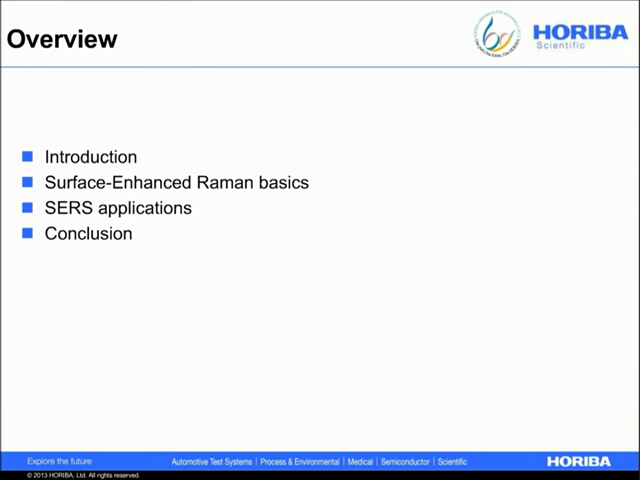 Overview
HORIBA
Scientific
Introduction
Surface-Enhanced Raman basics
SERS applications
Conclusion
Explore the future
Automotive Test Systems | Process & Environmental | Medical | Semiconductor | Scientific
HORIBA
© 2013 HORIBA, Ltd. All rights reserved.